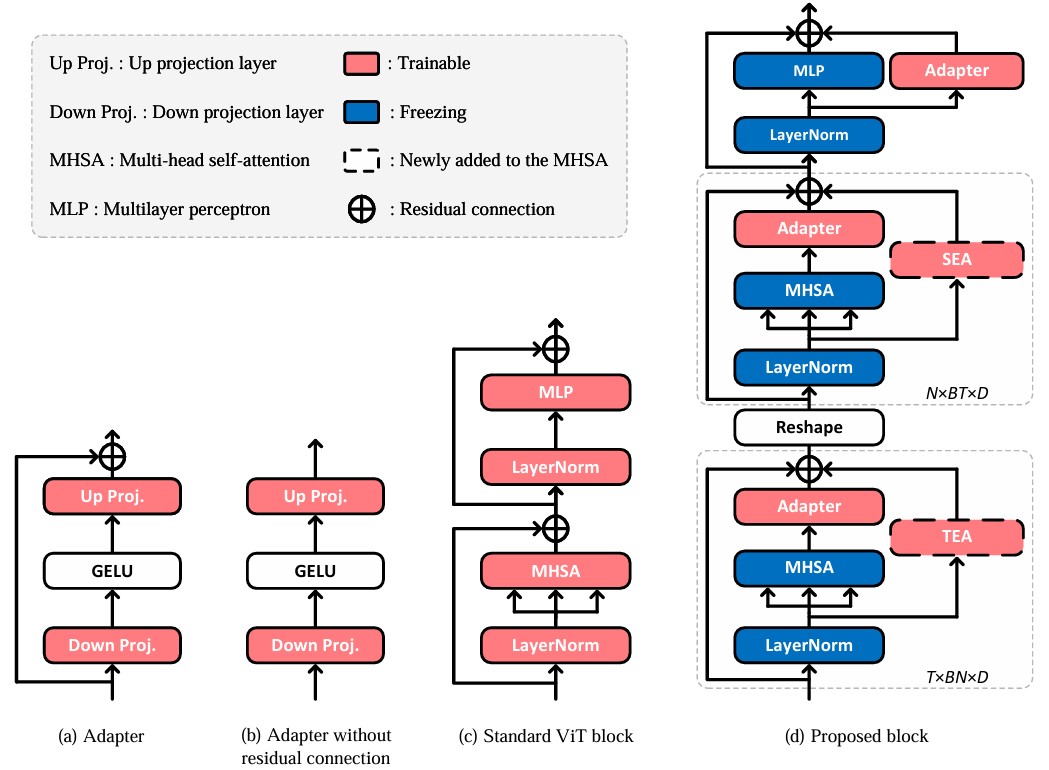 Up Proj. : Up projection layer
: Trainable
Down Proj. : Down projection layer
: Freezing
MHSA : Multi-head self-attention
: Newly added to the MHSA
MLP : Multilayer perceptron
: Residual connection
Up Proj.
GELU
Down Proj.
(a) Adapter
Up Proj.
GELU
Down Proj.
(b) Adapter without
residual connection
MLP
LayerNorm
MHSA
LayerNorm
(c) Standard ViT block
MLP
Adapter
LayerNorm
Adapter
SEA
MHSA
LayerNorm
N×BT×D
Reshape
Adapter
TEA
MHSA
LayerNorm
T×BN×D
(d) Proposed block